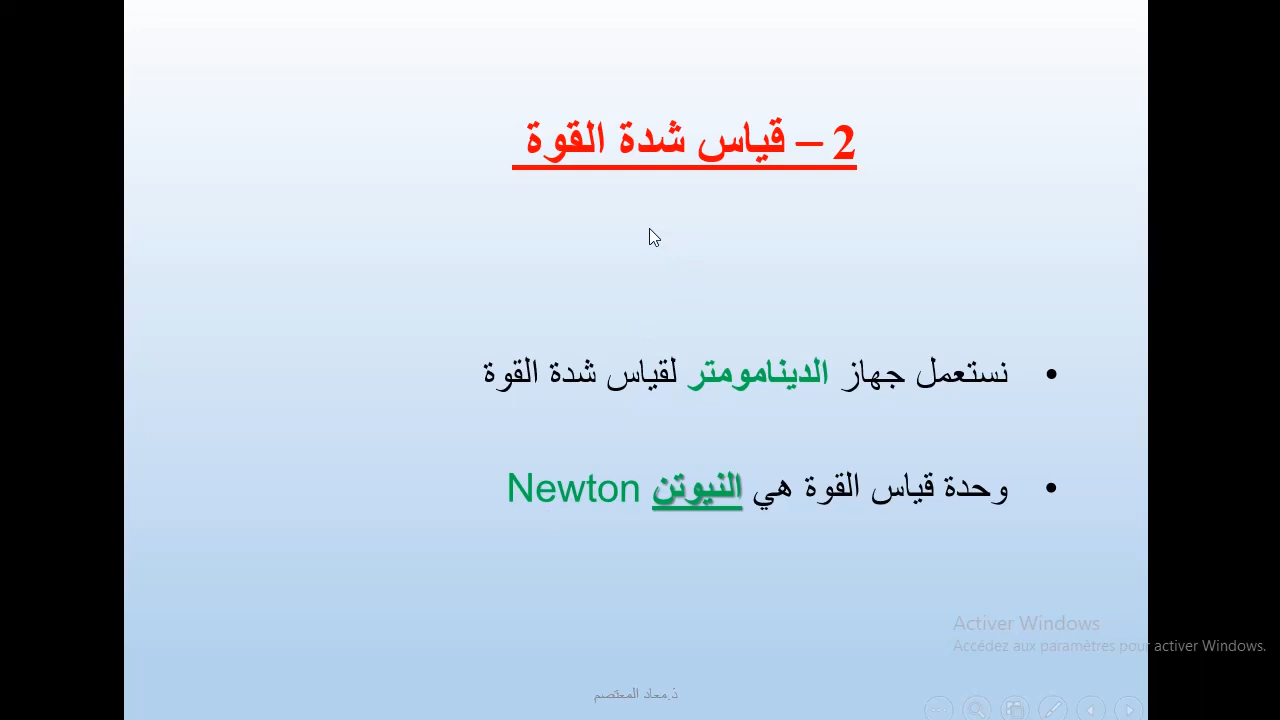 2 – قياس شدة القوة
• نستعمل جهاز الدينامومتر لقياس شدة القوة
• وحدة قياس القوة هي النيوتن Newton
Activer Windows
Accédez aux paramètres pour activer Windows.
ذ.معاد المعتصم